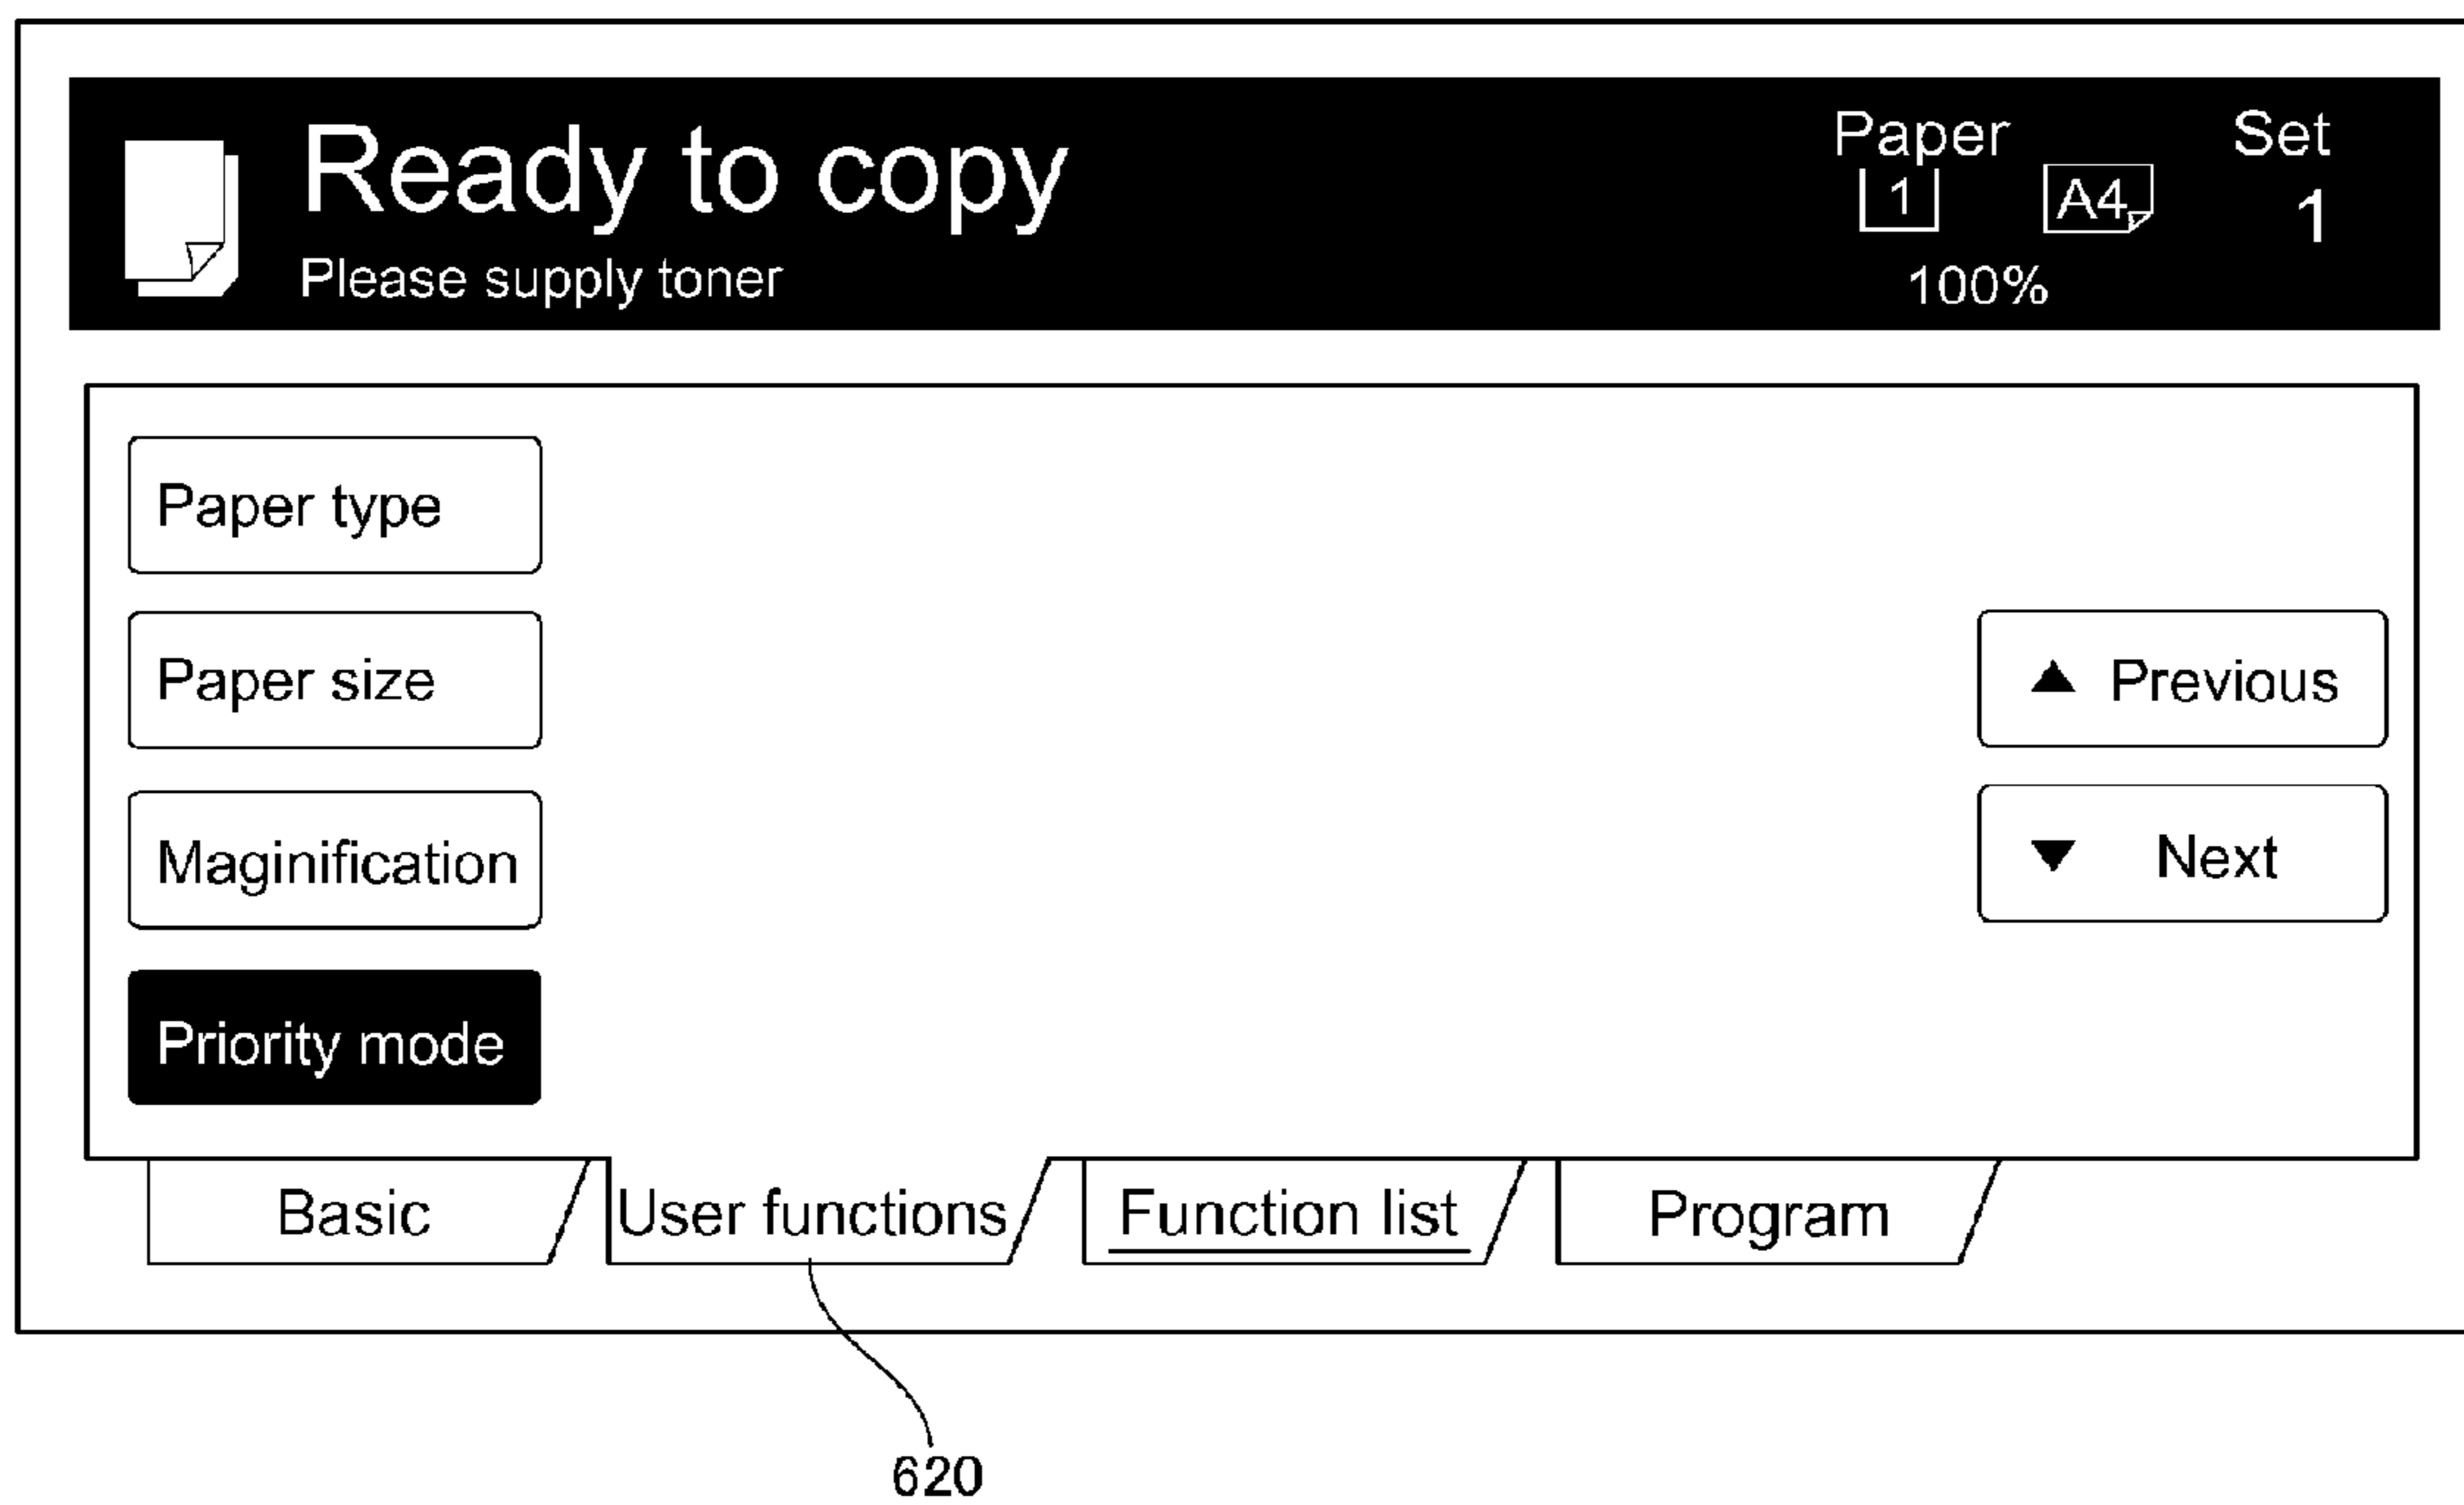 Ready to copy
Please supply toner
Paper
1
A4
100%
Set
1
Paper type
Paper size
Maginification
Priority mode
▲ Previous
▼ Next
Basic
User functions
Function list
Program
620